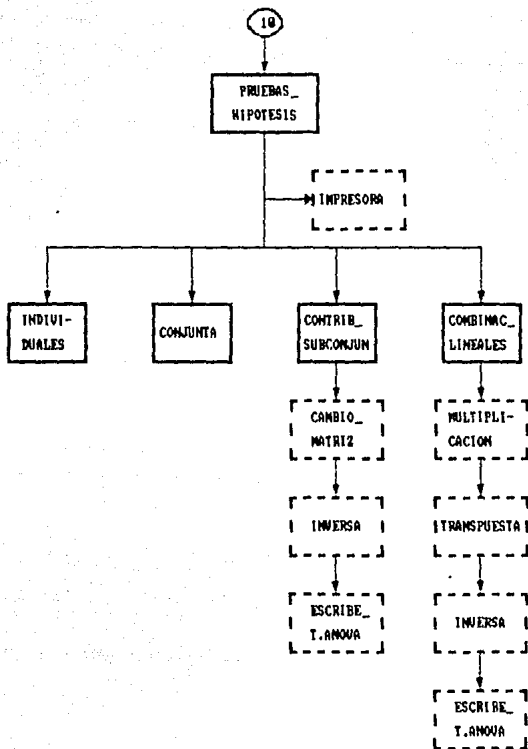 10
PRUEBAS_
HIPOTESIS
IMPRESORA
INDIVI-
DUALES
CONJUNTA
CONTRIB_
SUBCONJUN
COMBINAC_
LINEALES
CAMBIO_
MATRIZ
MULTIPLI-
CACION
INVERSA
TRANSPUESTA
ESCRIBE_
T.ANOVA
INVERSA
ESCRIBE_
T.ANOVA